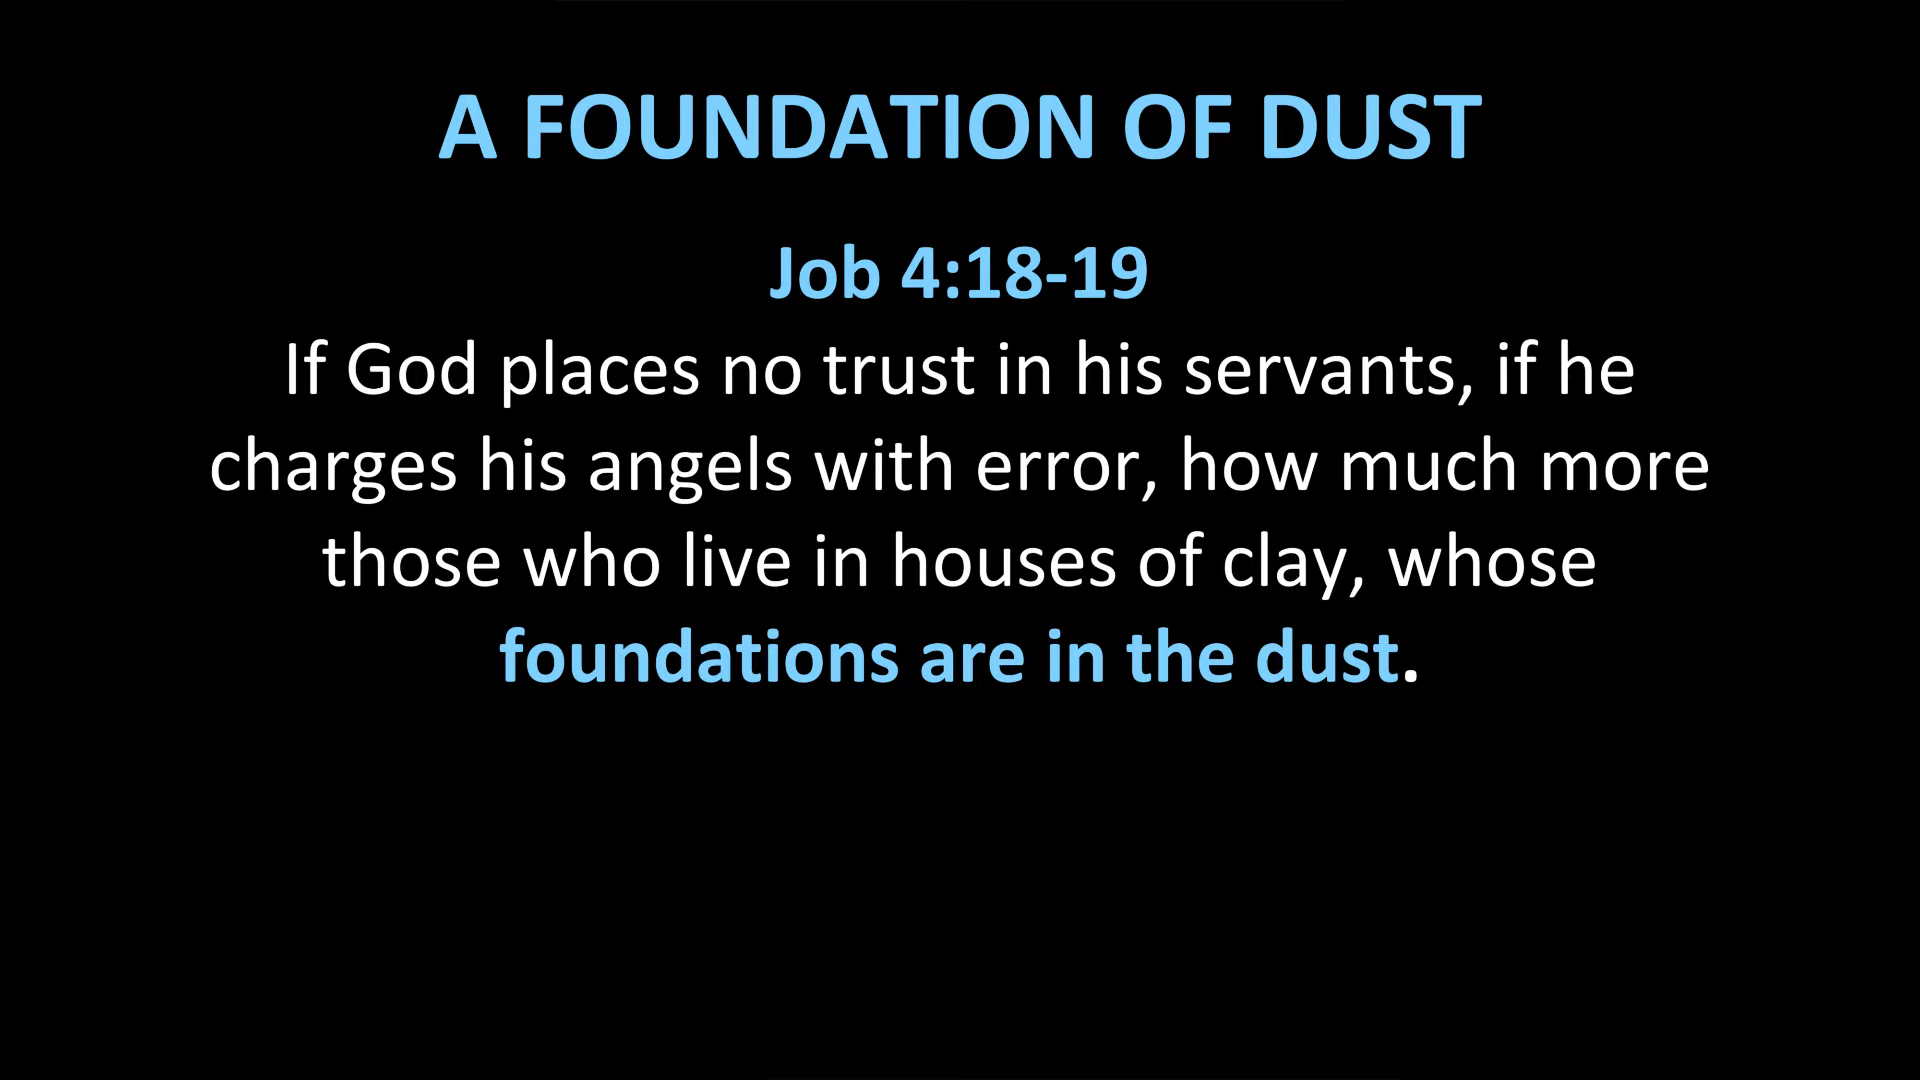 A FOUNDATION OF DUST
Job 4:18-19
If God places no trust in his servants, if he
charges his angels with error, how much more
those who live in houses of clay, whose
foundations are in the dust.